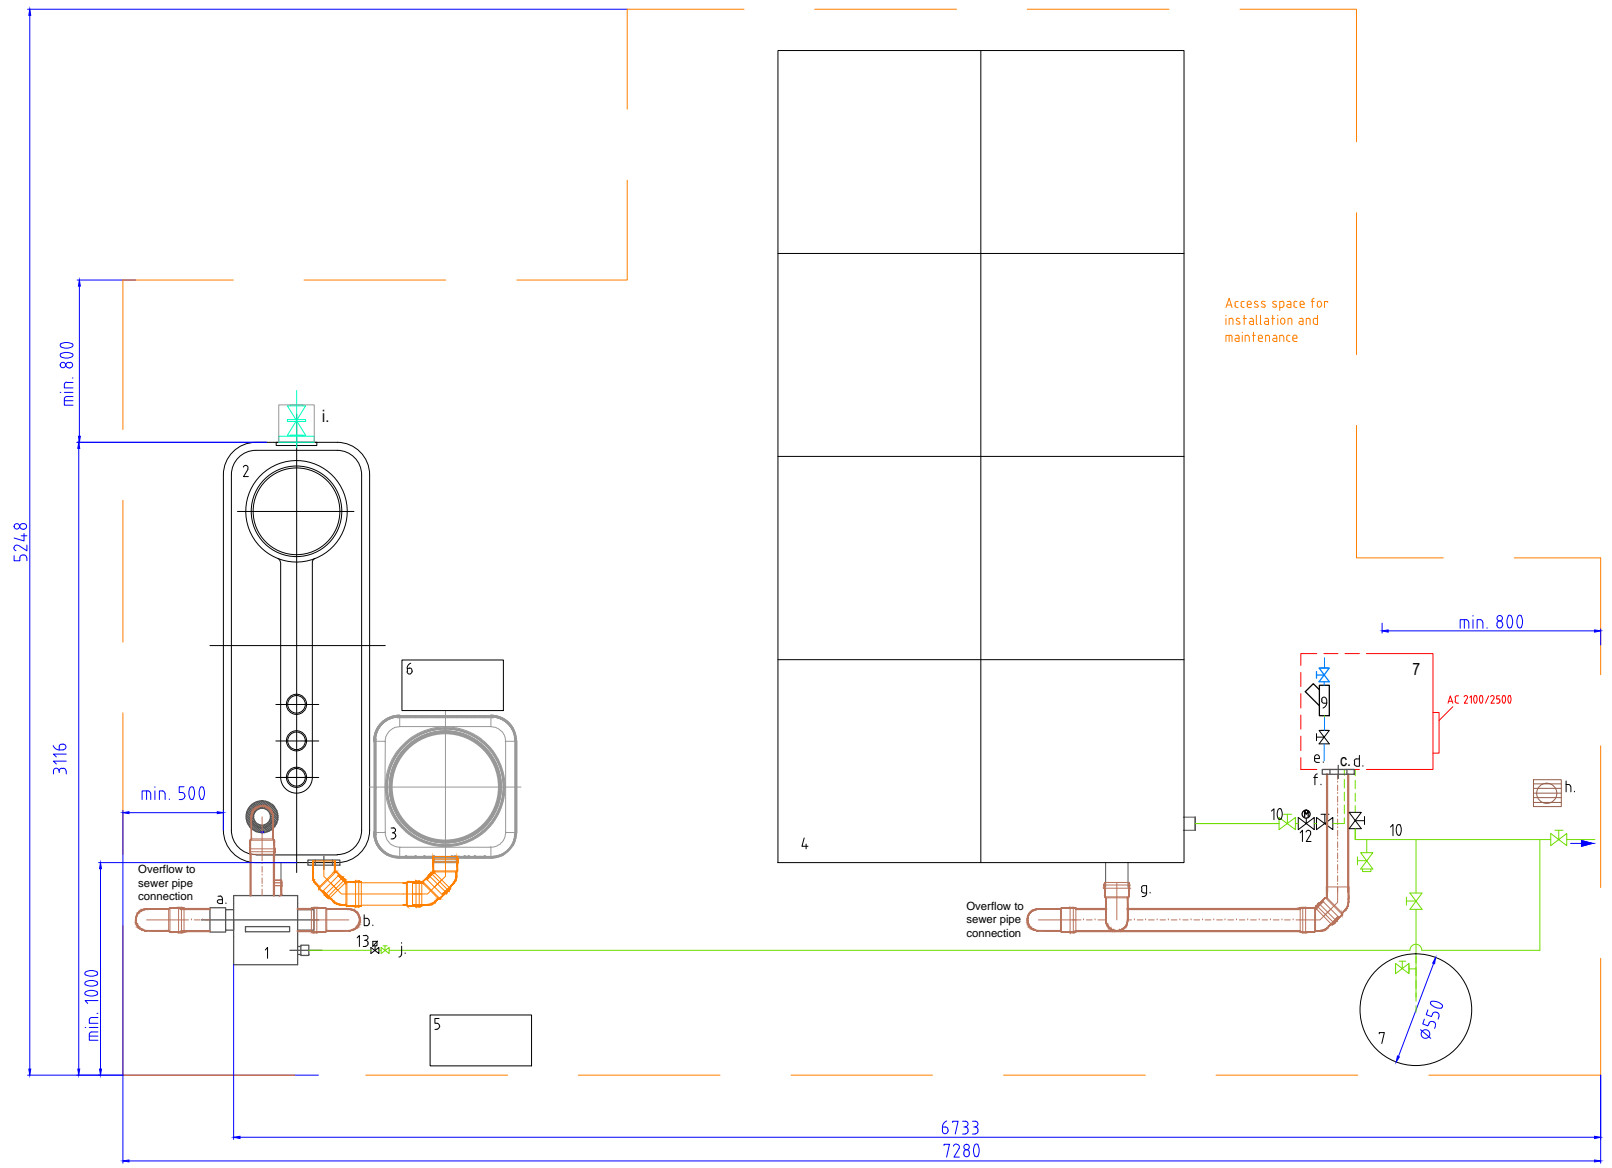 Access space for
installation and
maintenance
min. 800
i.
2
5248
min. 800
6
7
AC 2100/2500
9
3116
e.
c.
d.
f.
h.
min. 500
3
10
12
10
4
Overflow to
sewer pipe
connection
a.
b.
g.
Overflow to
sewer pipe
connection
13
j.
1
min. 1000
5
7
Ø550
6733
7280